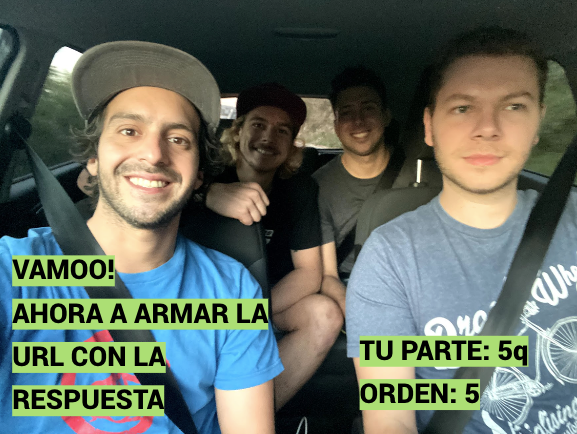 VAMOO!
AHORA A ARMAR LA
URL CON LA
RESPUESTA
TU PARTE: 5q
ORDEN: 5